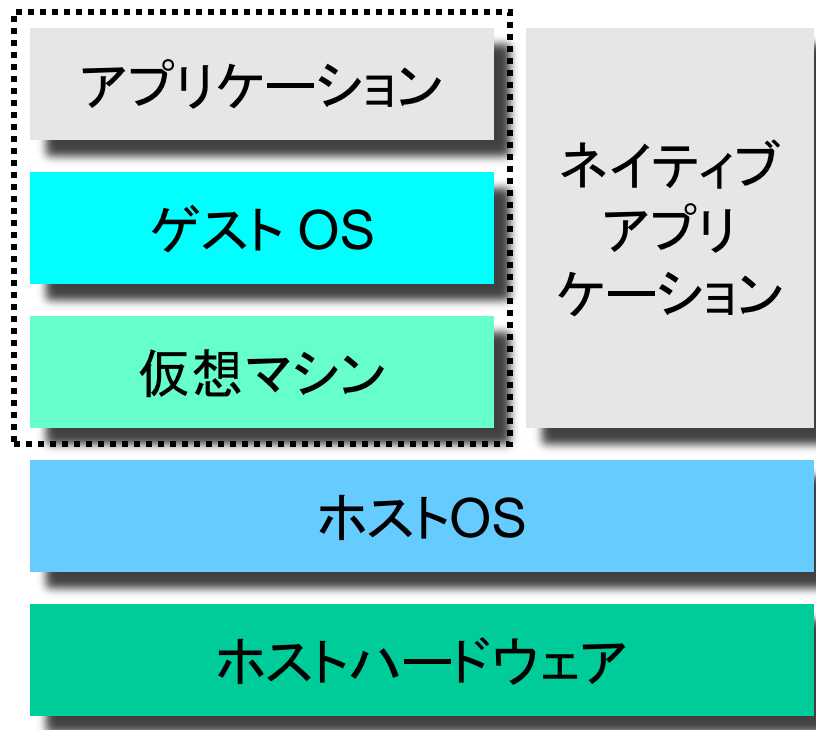 アプリケーション
ゲスト OS
仮想マシン
ネイティブ
アプリ
ケーション
ホストOS
ホストハードウェア